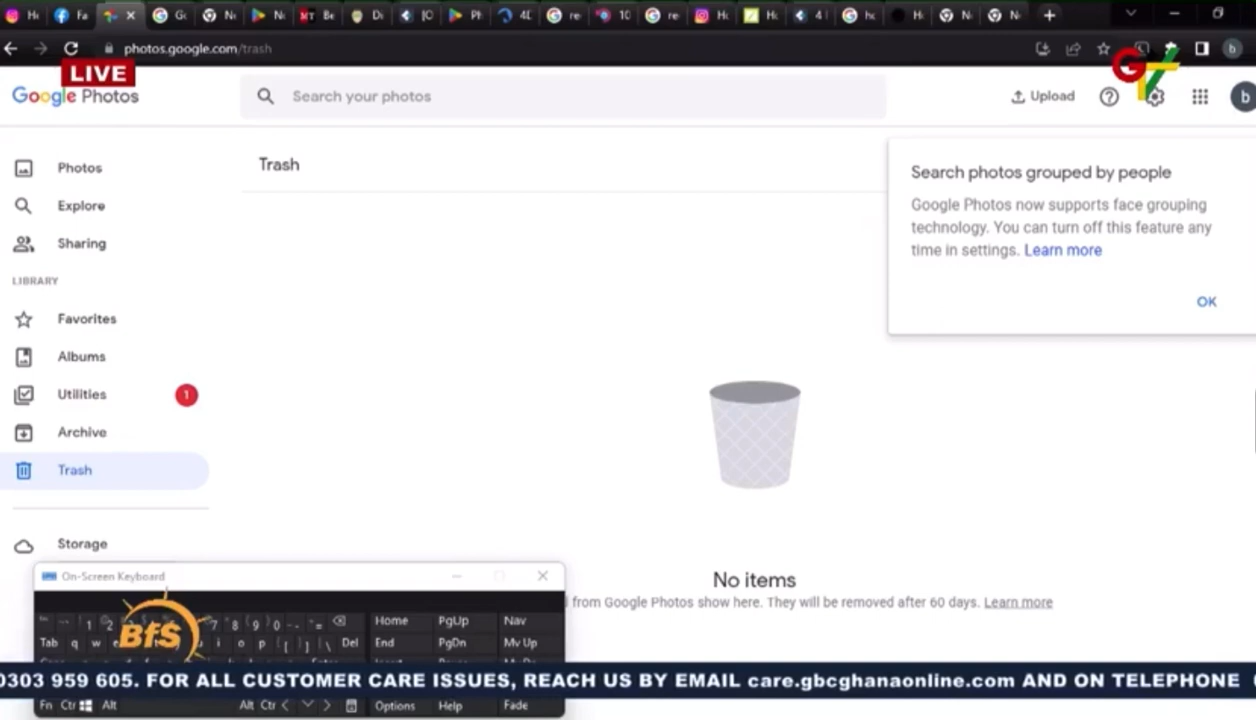 photos.google.com/trash
LIVE
Google Photos
Search your photos
Upload
Photos
Explore
Sharing
LIBRARY
Favorites
Albums
Utilities 1
Archive
Trash
Storage
Trash
Search photos grouped by people
Google Photos now supports face grouping
technology. You can turn off this feature any
time in settings. Learn more
OK
No items
from Google Photos show here. They will be removed after 60 days. Learn more
On-Screen Keyboard
BfS
Home PgUp Nav
Tab q w i o p [ ] \ Del End PgDn Mv Up
0303 959 605. FOR ALL CUSTOMER CARE ISSUES, REACH US BY EMAIL care.gbcghanaonline.com AND ON TELEPHONE
Fn Ctr Alt Alt Ctr Options Help Fade